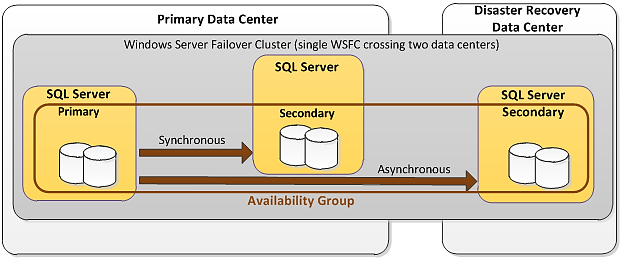 Primary Data Center
Disaster Recovery
Data Center
Windows Server Failover Cluster (single WSFC crossing two data centers)
SQL Server
Primary
SQL Server
Secondary
SQL Server
Secondary
Synchronous
Asynchronous
Availability Group